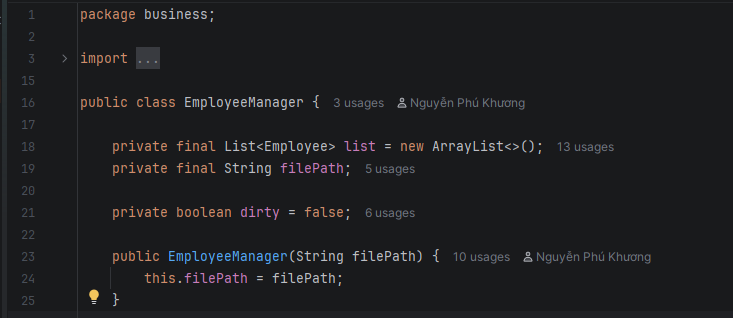 1 package business;
2
3 import ...
15
16 public class EmployeeManager { 3 usages Nguyễn Phú Khương
17
18 private final List<Employee> list = new ArrayList<>(); 13 usages
19 private final String filePath; 5 usages
20
21 private boolean dirty = false; 6 usages
22
23 public EmployeeManager(String filePath) { 10 usages Nguyễn Phú Khương
24 this.filePath = filePath;
25 }